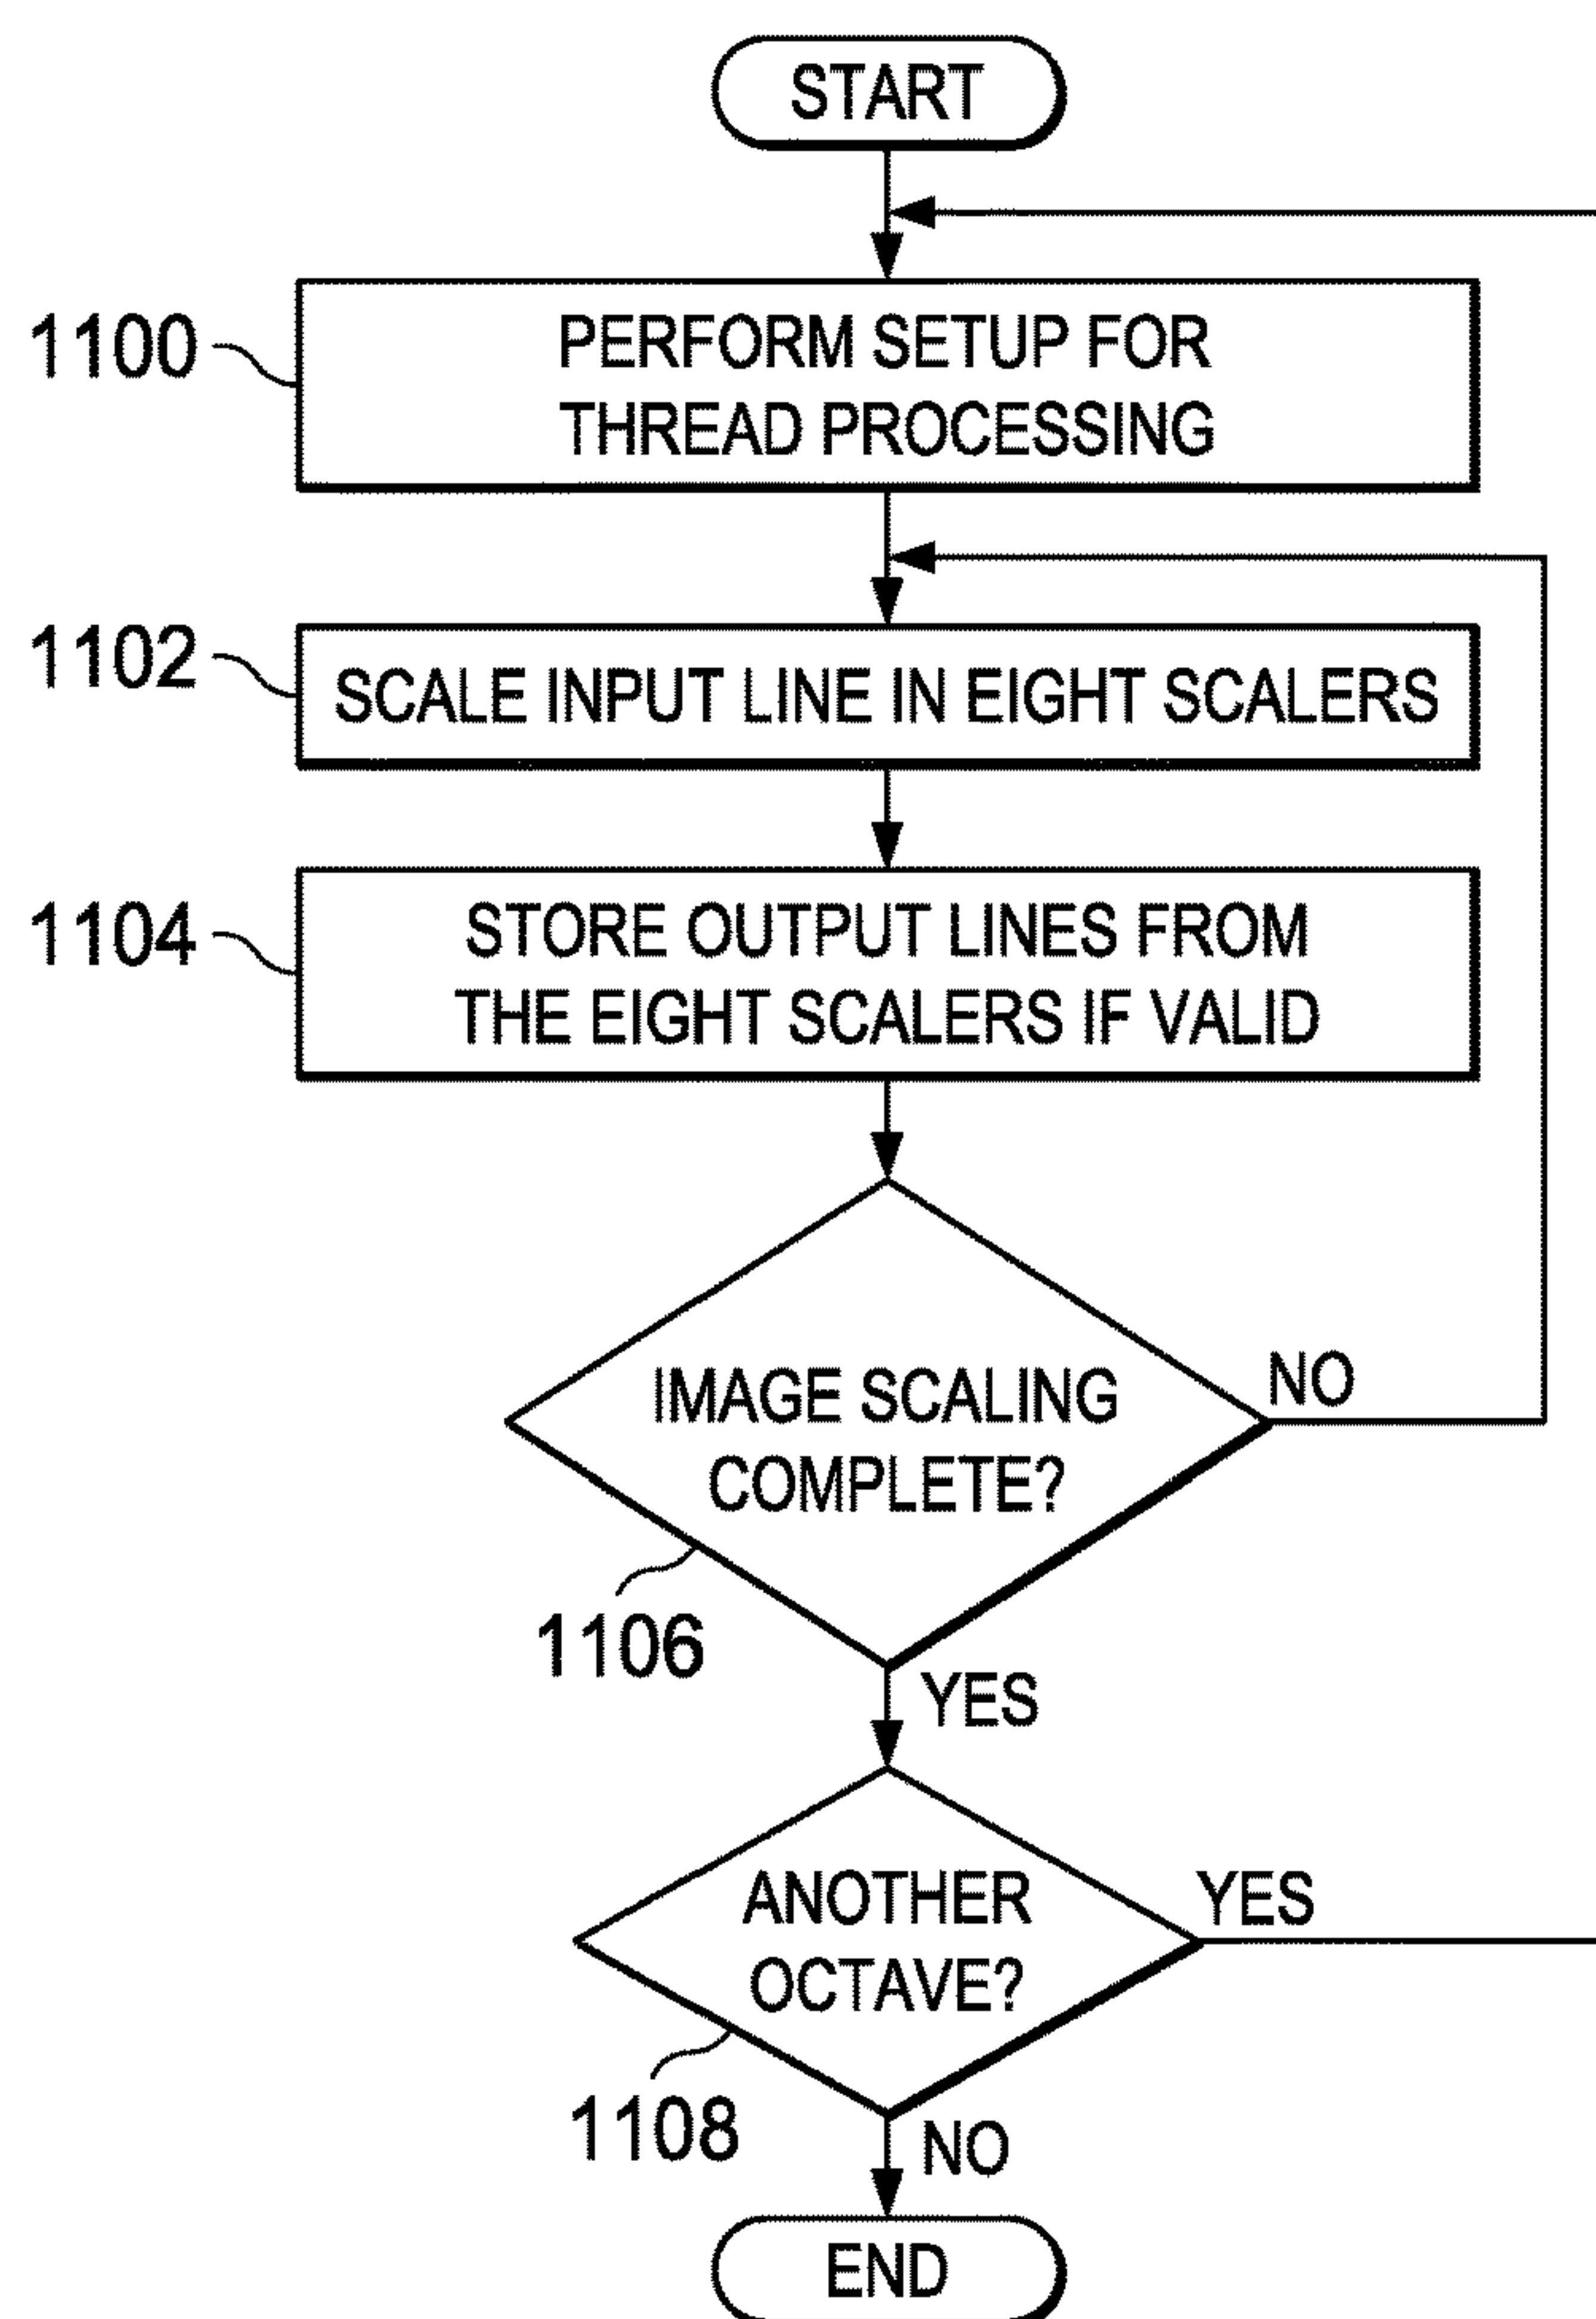 START
1100
PERFORM SETUP FOR
THREAD PROCESSING
1102
SCALE INPUT LINE IN EIGHT SCALERS
1104
STORE OUTPUT LINES FROM
THE EIGHT SCALERS IF VALID
IMAGE SCALING
COMPLETE?
NO
1106
YES
ANOTHER
OCTAVE?
YES
1108
NO
END